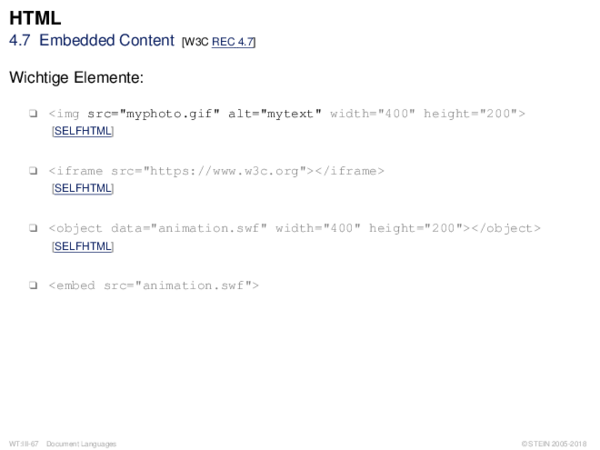 HTML
4.7 Embedded Content [W3C REC 4.7]
Wichtige Elemente:
❑ <img src="myphoto.gif" alt="mytext" width="400" height="200">
[SELFHTML]
❑ <iframe src="https://www.w3c.org"></iframe>
[SELFHTML]
❑ <object data="animation.swf" width="400" height="200"></object>
[SELFHTML]
❑ <embed src="animation.swf">
WT:III-67 Document Languages © STEIN 2005-2018